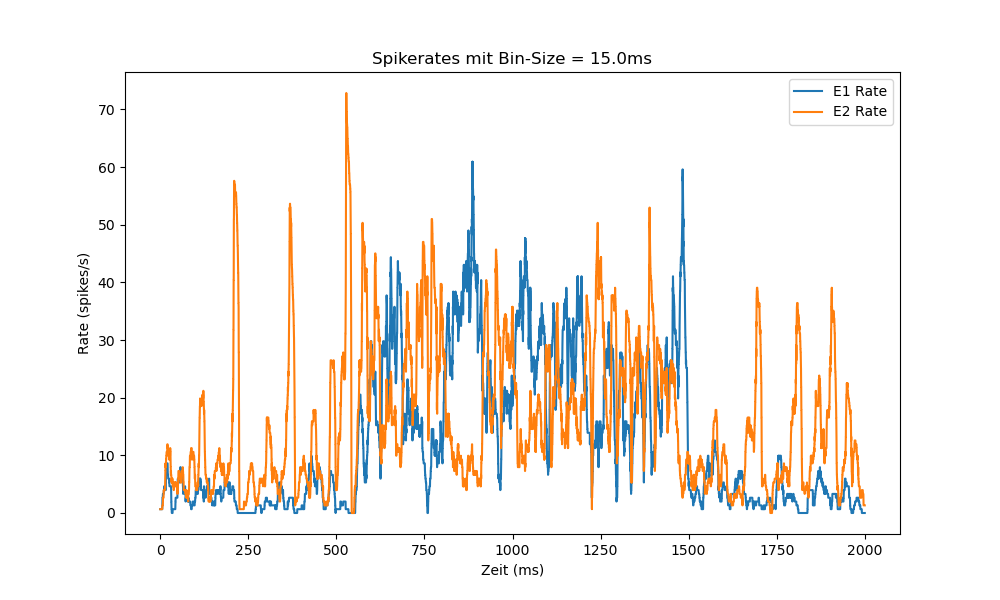 Spikerates mit Bin-Size = 15.0ms
E1 Rate
E2 Rate
Rate (spikes/s)
70
60
50
40
30
20
10
0
0 250 500 750 1000 1250 1500 1750 2000
Zeit (ms)